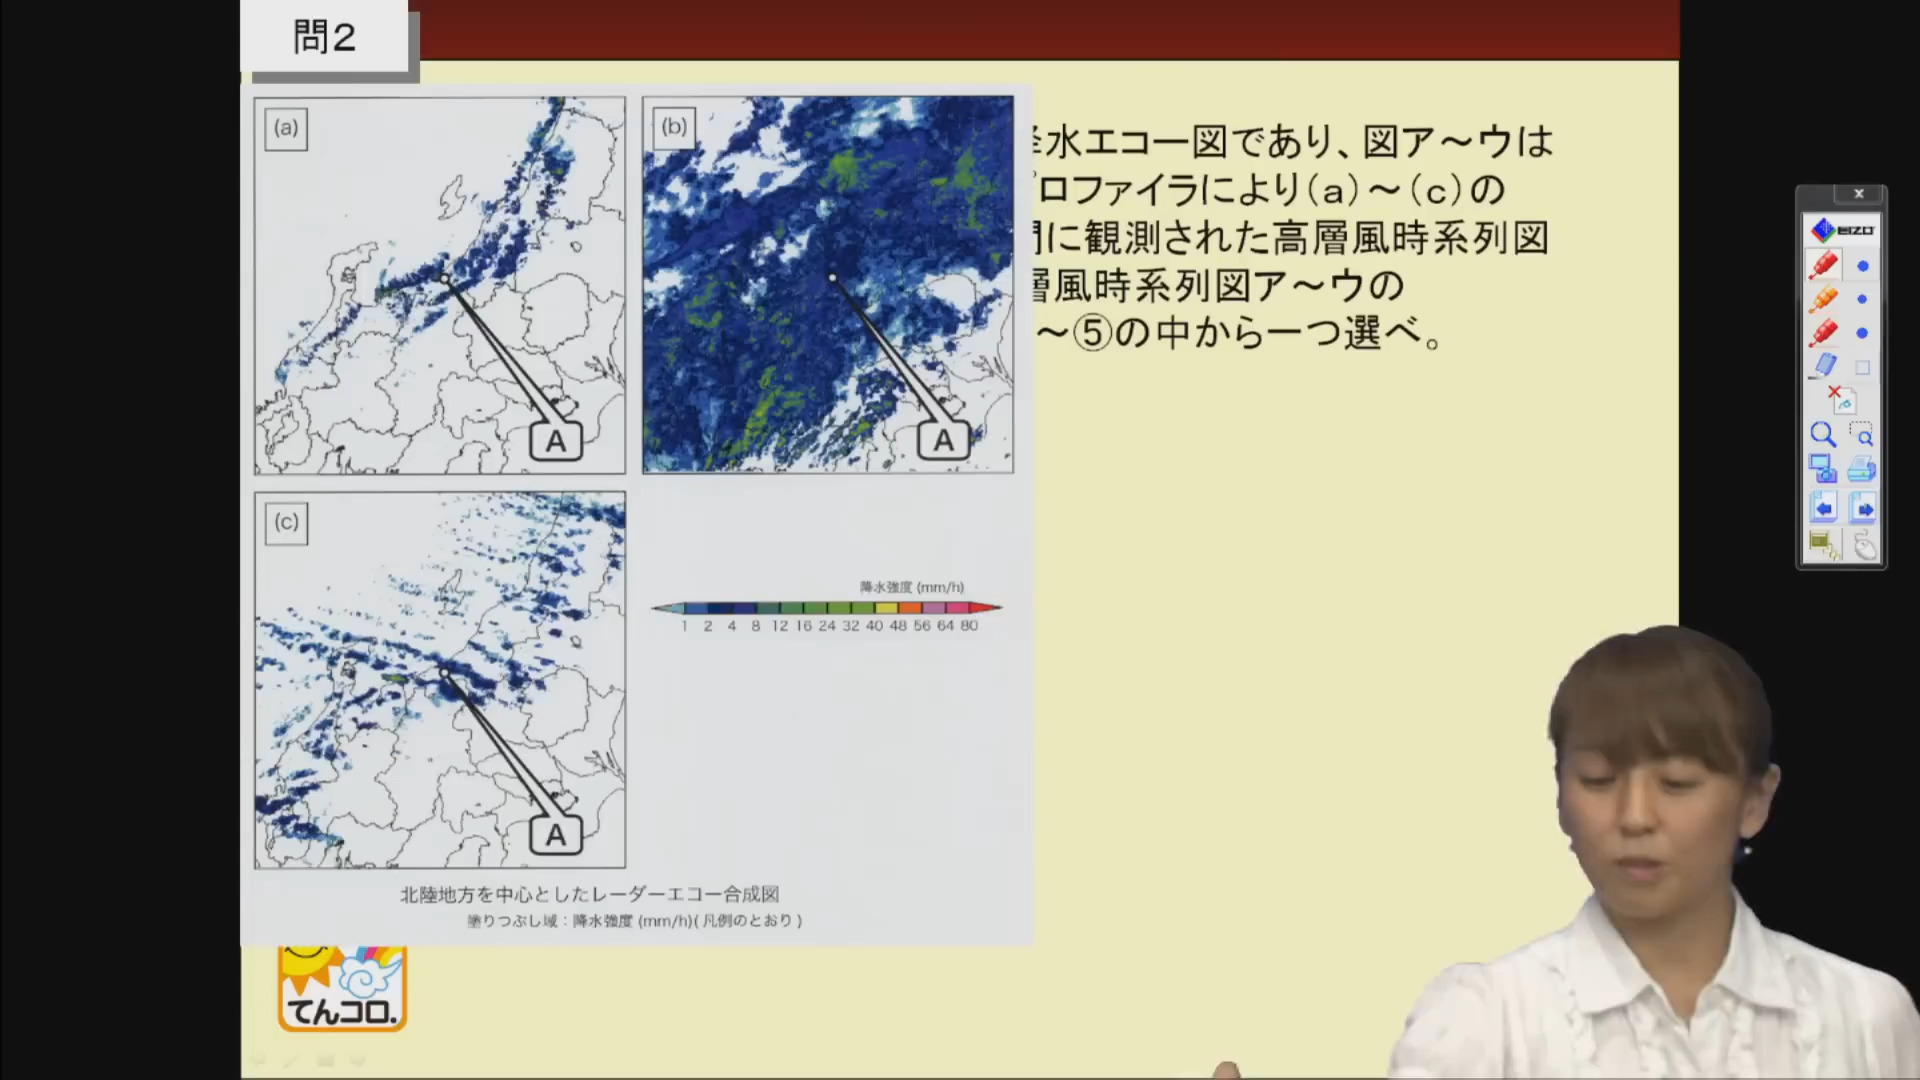 問2
(a)
(b)
水エコー図であり、図ア～ウは
ロファイラにより(a)～(c)の
に観測された高層風時系列図
層風時系列図ア～ウの
～⑤の中から一つ選べ。
A
A
(c)
降水強度 (mm/h)
1 2 4 8 12 16 24 32 40 48 56 64 80
A
北陸地方を中心としたレーダーエコー合成図
塗りつぶし域：降水強度 (mm/h)( 凡例のとおり )
てんコロ.
EIZO
x